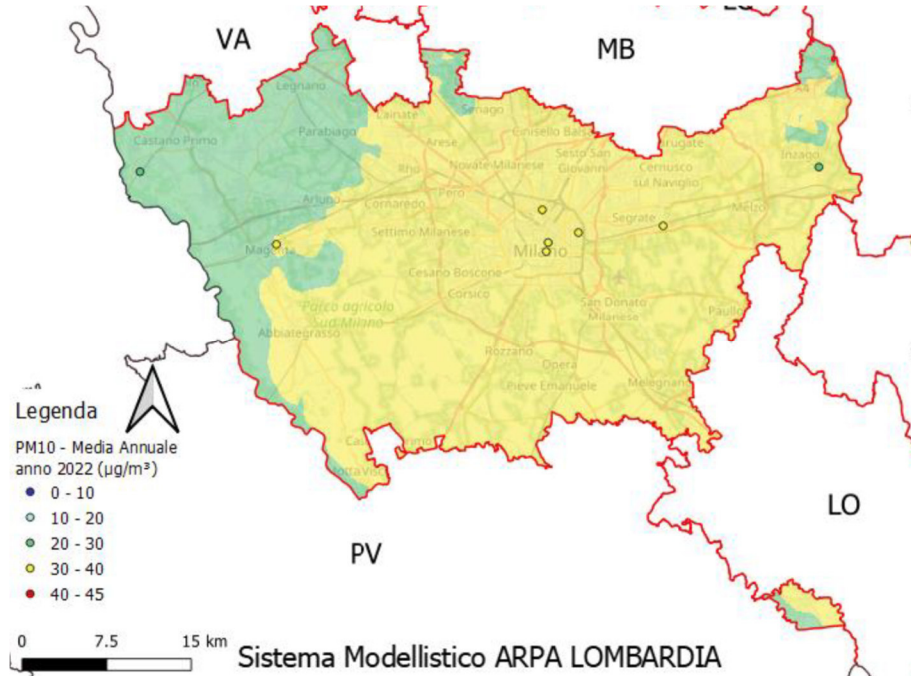 VA
MB
Legnano
Castano Primo
Parabiago
Lainate
Senago
Arese
Cinisello Bals
Rho
Novate Milanese
Sesto San
Giovanni
A4
Inzago
Pero
Cernusco
sul Naviglio
Arluno
Cornaredo
Segrate
Melzo
Settimo Milanese
Milano
Cesano Boscone
Corsico
Parco agricolo
Sud Milano
San Donato
Milanese
Paullo
Abbiategrasso
Rozzano
Opera
Pieve Emanuele
Melegnano
Legenda
PM10 - Media Annuale
anno 2022 (µg/m³)
0 - 10
10 - 20
20 - 30
30 - 40
40 - 45
PV
LO
0 7.5 15 km
Sistema Modellistico ARPA LOMBARDIA